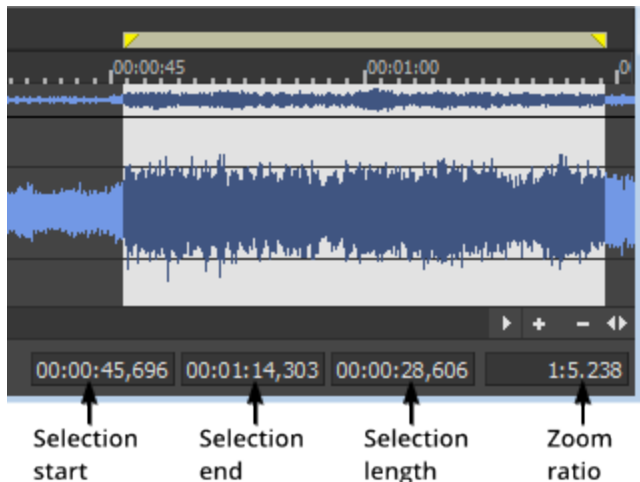 00:00:45 00:01:00
00:00:45,696 00:01:14,303 00:00:28,606 1:5.238
Selection Selection Selection Zoom
start end length ratio